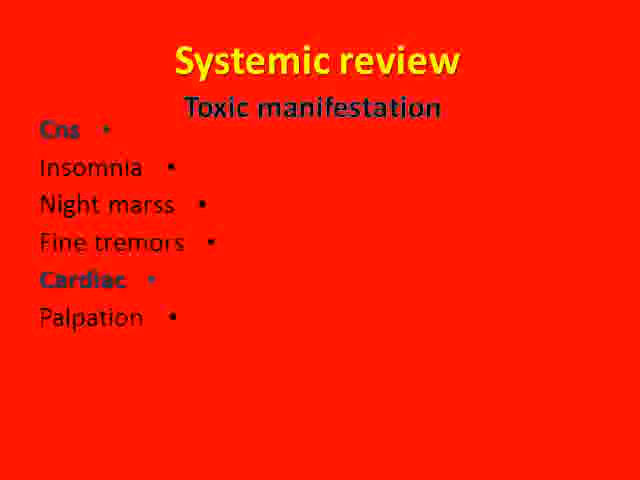 Systemic review
Toxic manifestation
Cns •
Insomnia •
Night marss •
Fine tremors •
Cardiac •
Palpation •